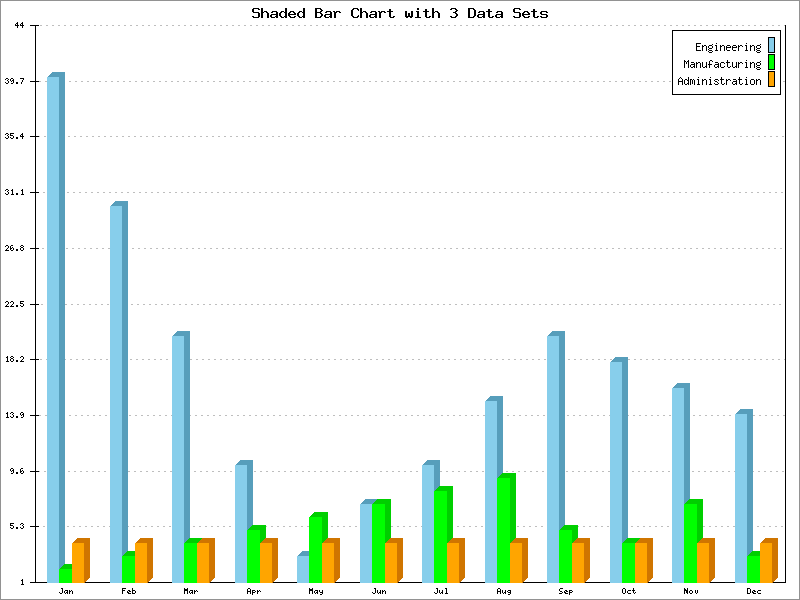 Shaded Bar Chart with 3 Data Sets
44
Engineering
Manufacturing
Administration
39.7
35.4
31.1
26.8
22.5
18.2
13.9
9.6
5.3
1
Jan Feb Mar Apr May Jun Jul Aug Sep Oct Nov Dec